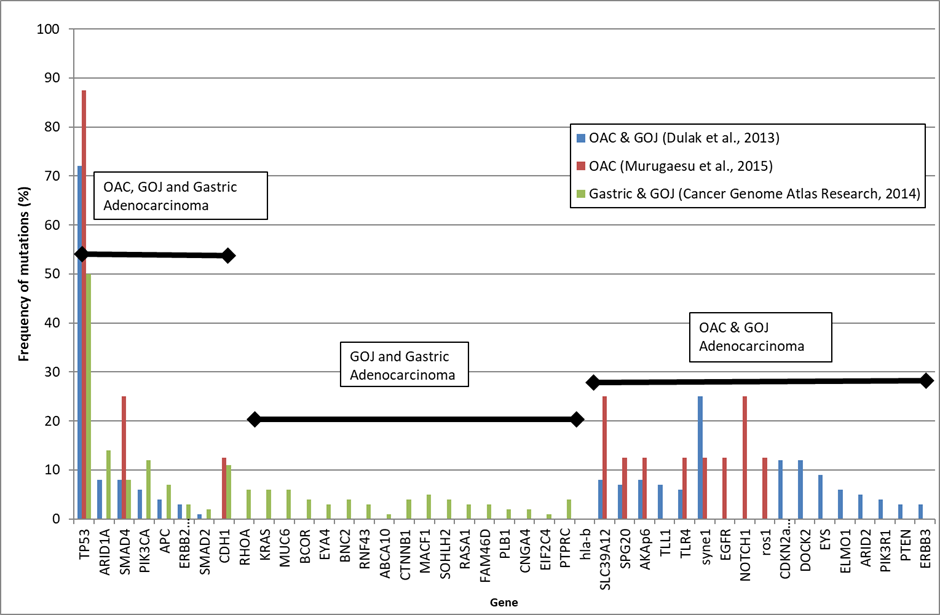 Frequency of mutations (%)
100
90
80
70
60
50
40
30
20
10
0
OAC & GOJ (Dulak et al., 2013)
OAC (Murugaesu et al., 2015)
Gastric & GOJ (Cancer Genome Atlas Research, 2014)
OAC, GOJ and Gastric
Adenocarcinoma
GOJ and Gastric
Adenocarcinoma
OAC & GOJ
Adenocarcinoma
TP53
ARID1A
SMAD4
PIK3CA
APC
ERBB2...
SMAD2
CDH1
RHOA
KRAS
MUC6
BCOR
EYA4
BNC2
RNF43
ABCA10
CTNNB1
MACF1
SOHLH2
RASA1
FAM46D
PLB1
CNGA4
EIF2C4
PTPRC
hla-b
SLC39A12
SPG20
AKAp6
TLL1
TLR4
syne1
EGFR
NOTCH1
ros1
CDKN2a...
DOCK2
EYS
ELMO1
ARID2
PIK3R1
PTEN
ERBB3
Gene